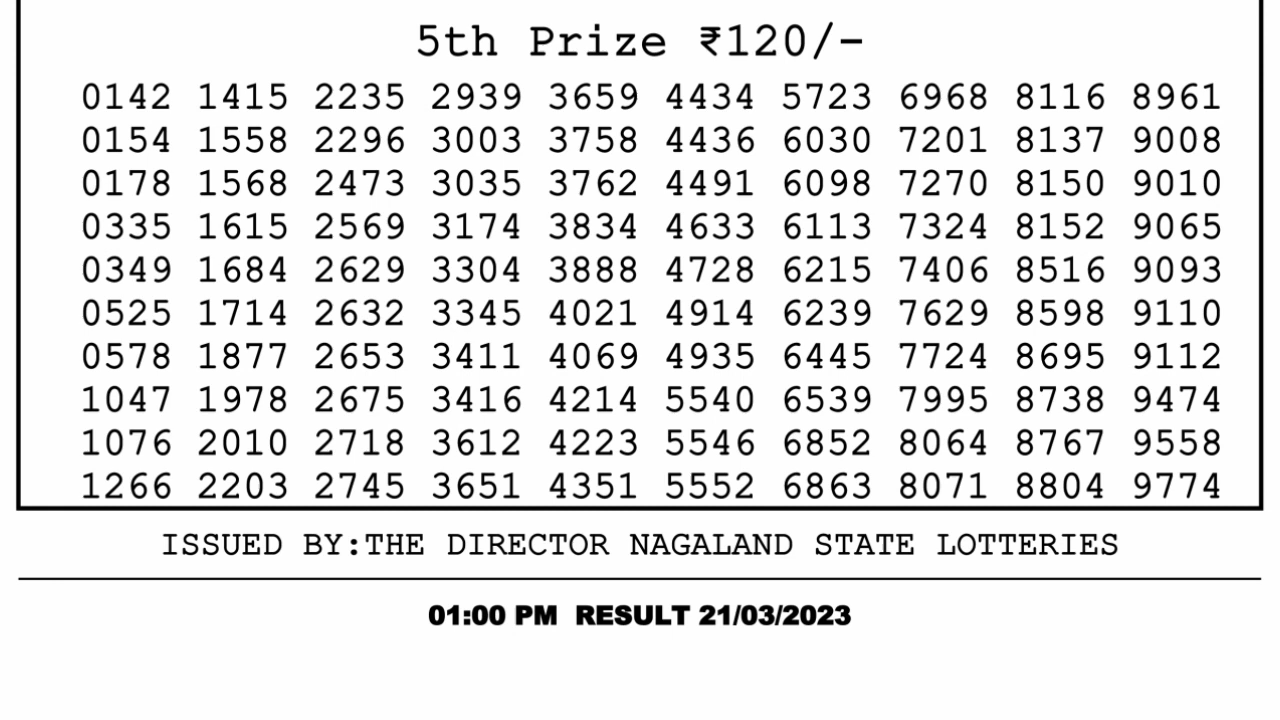 5th Prize ₹120/-
0142 1415 2235 2939 3659 4434 5723 6968 8116 8961
0154 1558 2296 3003 3758 4436 6030 7201 8137 9008
0178 1568 2473 3035 3762 4491 6098 7270 8150 9010
0335 1615 2569 3174 3834 4633 6113 7324 8152 9065
0349 1684 2629 3304 3888 4728 6215 7406 8516 9093
0525 1714 2632 3345 4021 4914 6239 7629 8598 9110
0578 1877 2653 3411 4069 4935 6445 7724 8695 9112
1047 1978 2675 3416 4214 5540 6539 7995 8738 9474
1076 2010 2718 3612 4223 5546 6852 8064 8767 9558
1266 2203 2745 3651 4351 5552 6863 8071 8804 9774
ISSUED BY:THE DIRECTOR NAGALAND STATE LOTTERIES
01:00 PM RESULT 21/03/2023